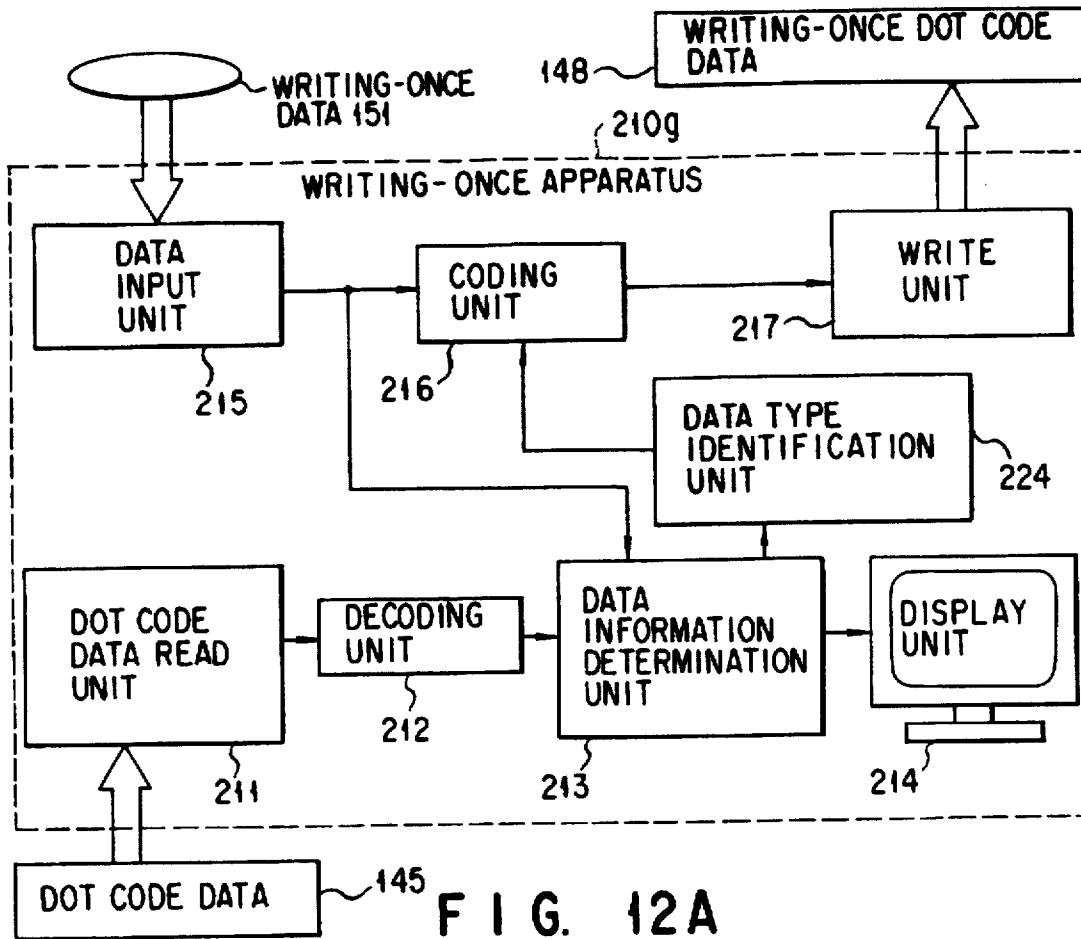 WRITING-ONCE DOT CODE
DATA
148
WRITING-ONCE
DATA 151
210g
WRITING-ONCE APPARATUS
DATA
INPUT
UNIT
215
CODING
UNIT
216
WRITE
UNIT
217
DATA TYPE
IDENTIFICATION
UNIT
224
DOT CODE
DATA READ
UNIT
211
DECODING
UNIT
212
DATA
INFORMATION
DETERMINATION
UNIT
213
DISPLAY
UNIT
214
DOT CODE DATA
145
FIG. 12A